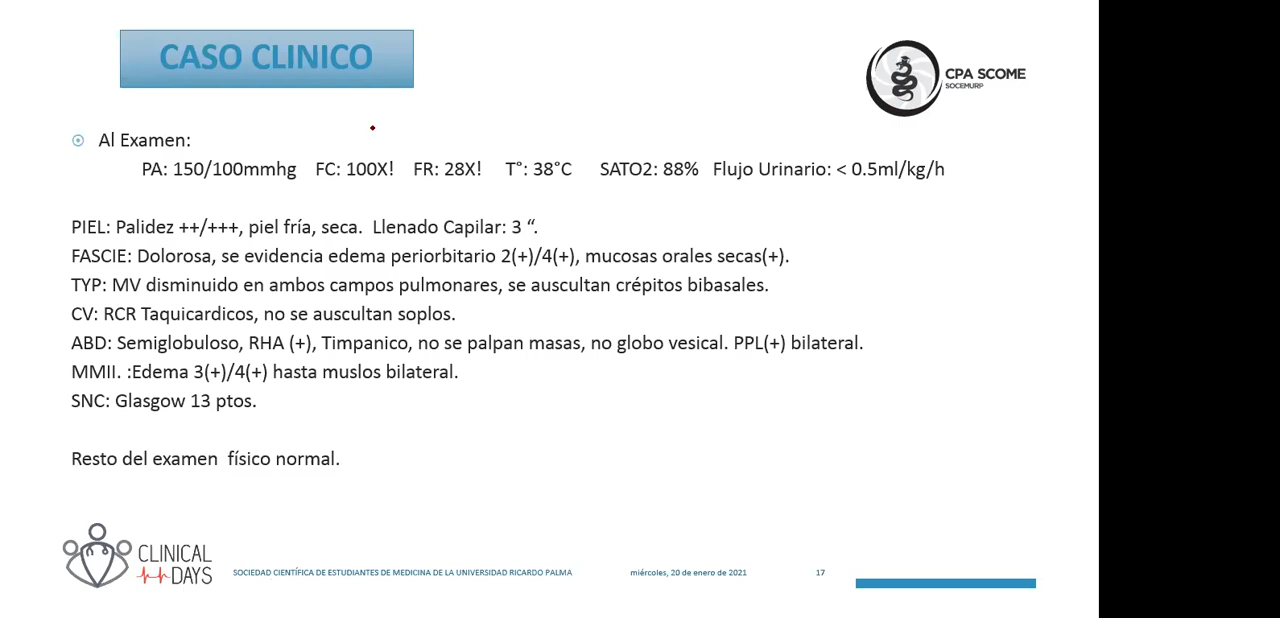 CASO CLINICO
CPA SCOME
SOCEMURP
Al Examen:
PA: 150/100mmhg FC: 100X! FR: 28X! T°: 38°C SATO2: 88% Flujo Urinario: < 0.5ml/kg/h
PIEL: Palidez ++/+++, piel fría, seca. Llenado Capilar: 3 “.
FASCIE: Dolorosa, se evidencia edema periorbitario 2(+)/4(+), mucosas orales secas(+).
TYP: MV disminuido en ambos campos pulmonares, se auscultan crépitos bibasales.
CV: RCR Taquicardicos, no se auscultan soplos.
ABD: Semiglobuloso, RHA (+), Timpanico, no se palpan masas, no globo vesical. PPL(+) bilateral.
MMII. :Edema 3(+)/4(+) hasta muslos bilateral.
SNC: Glasgow 13 ptos.
Resto del examen físico normal.
CLINICAL
DAYS
SOCIEDAD CIENTÍFICA DE ESTUDIANTES DE MEDICINA DE LA UNIVERSIDAD RICARDO PALMA miércoles, 20 de enero de 2021 17